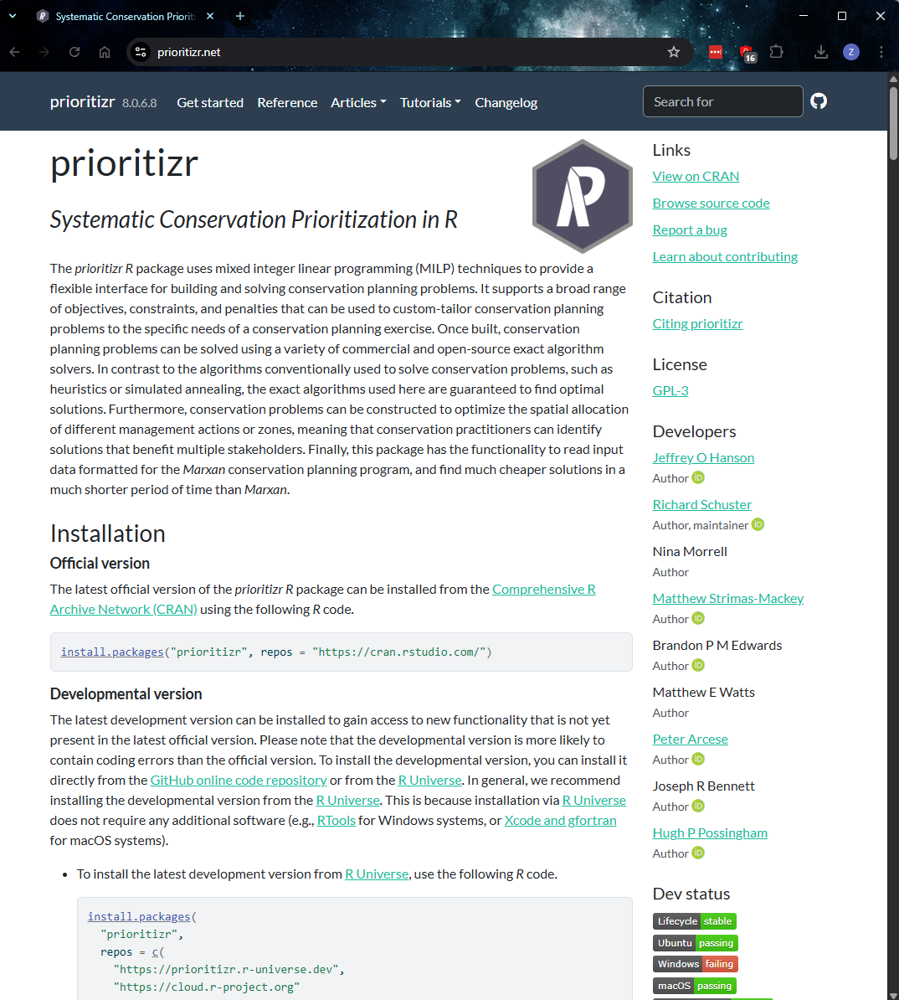 Systematic Conservation Priorit
prioritizr.net
16
Z
prioritizr 8.0.6.8 Get started Reference Articles Tutorials Changelog Search for
prioritizr
Systematic Conservation Prioritization in R
The prioritizr R package uses mixed integer linear programming (MILP) techniques to provide a
flexible interface for building and solving conservation planning problems. It supports a broad range
of objectives, constraints, and penalties that can be used to custom-tailor conservation planning
problems to the specific needs of a conservation planning exercise. Once built, conservation
planning problems can be solved using a variety of commercial and open-source exact algorithm
solvers. In contrast to the algorithms conventionally used to solve conservation problems, such as
heuristics or simulated annealing, the exact algorithms used here are guaranteed to find optimal
solutions. Furthermore, conservation problems can be constructed to optimize the spatial allocation
of different management actions or zones, meaning that conservation practitioners can identify
solutions that benefit multiple stakeholders. Finally, this package has the functionality to read input
data formatted for the Marxan conservation planning program, and find much cheaper solutions in a
much shorter period of time than Marxan.
Installation
Official version
The latest official version of the prioritizr R package can be installed from the Comprehensive R
Archive Network (CRAN) using the following R code.
install.packages("prioritizr", repos = "https://cran.rstudio.com/")
Developmental version
The latest development version can be installed to gain access to new functionality that is not yet
present in the latest official version. Please note that the developmental version is more likely to
contain coding errors than the official version. To install the developmental version, you can install it
directly from the GitHub online code repository or from the R Universe. In general, we recommend
installing the developmental version from the R Universe. This is because installation via R Universe
does not require any additional software (e.g., RTools for Windows systems, or Xcode and gfortran
for macOS systems).
• To install the latest development version from R Universe, use the following R code.
install.packages(
"prioritizr",
repos = c(
"https://prioritizr.r-universe.dev",
"https://cloud.r-project.org"
Links
View on CRAN
Browse source code
Report a bug
Learn about contributing
Citation
Citing prioritizr
License
GPL-3
Developers
Jeffrey O Hanson
Author iD
Richard Schuster
Author, maintainer iD
Nina Morrell
Author
Matthew Strimas-Mackey
Author iD
Brandon P M Edwards
Author iD
Matthew E Watts
Author
Peter Arcese
Author iD
Joseph R Bennett
Author iD
Hugh P Possingham
Author iD
Dev status
Lifecycle stable
Ubuntu passing
Windows failing
macOS passing